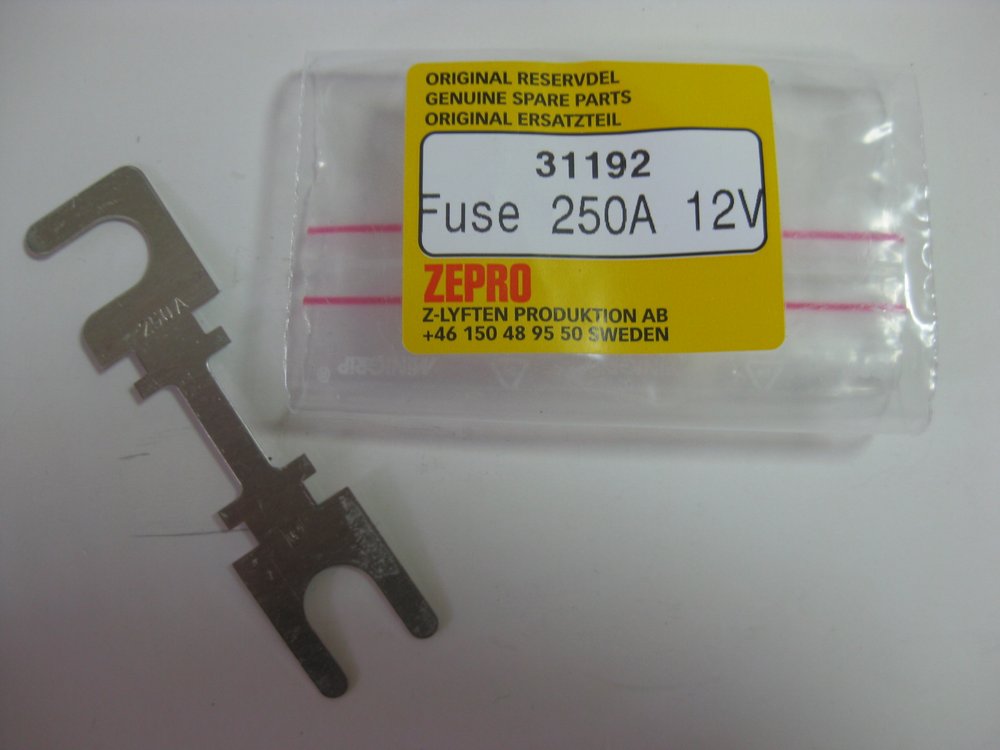 ORIGINAL RESERVDEL
GENUINE SPARE PARTS
ORIGINAL ERSATZTEIL
31192
Fuse 250A 12V
ZEPRO
Z-LYFTEN PRODUKTION AB
+46 150 48 95 50 SWEDEN